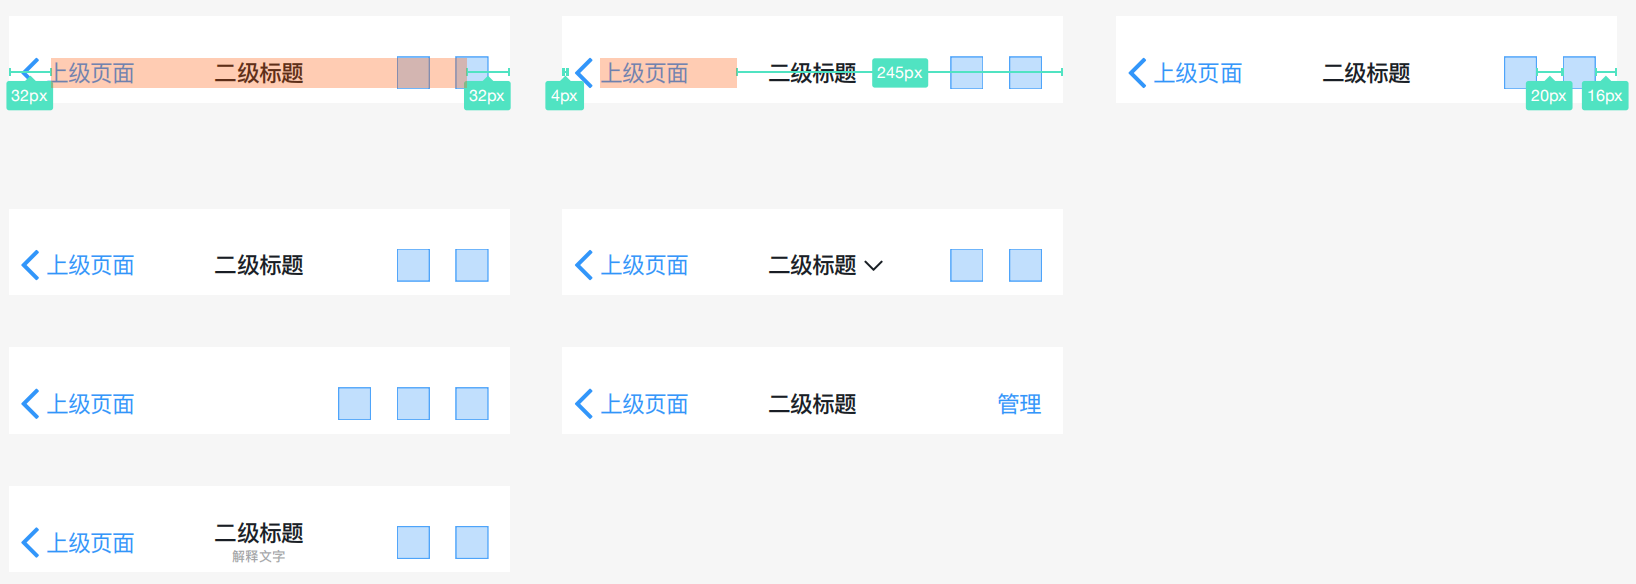 上级页面 二级标题
32px 32px
上级页面 二级标题 245px
4px
上级页面 二级标题
20px 16px
上级页面 二级标题
上级页面 二级标题
上级页面
上级页面 二级标题 管理
上级页面 二级标题
解释文字